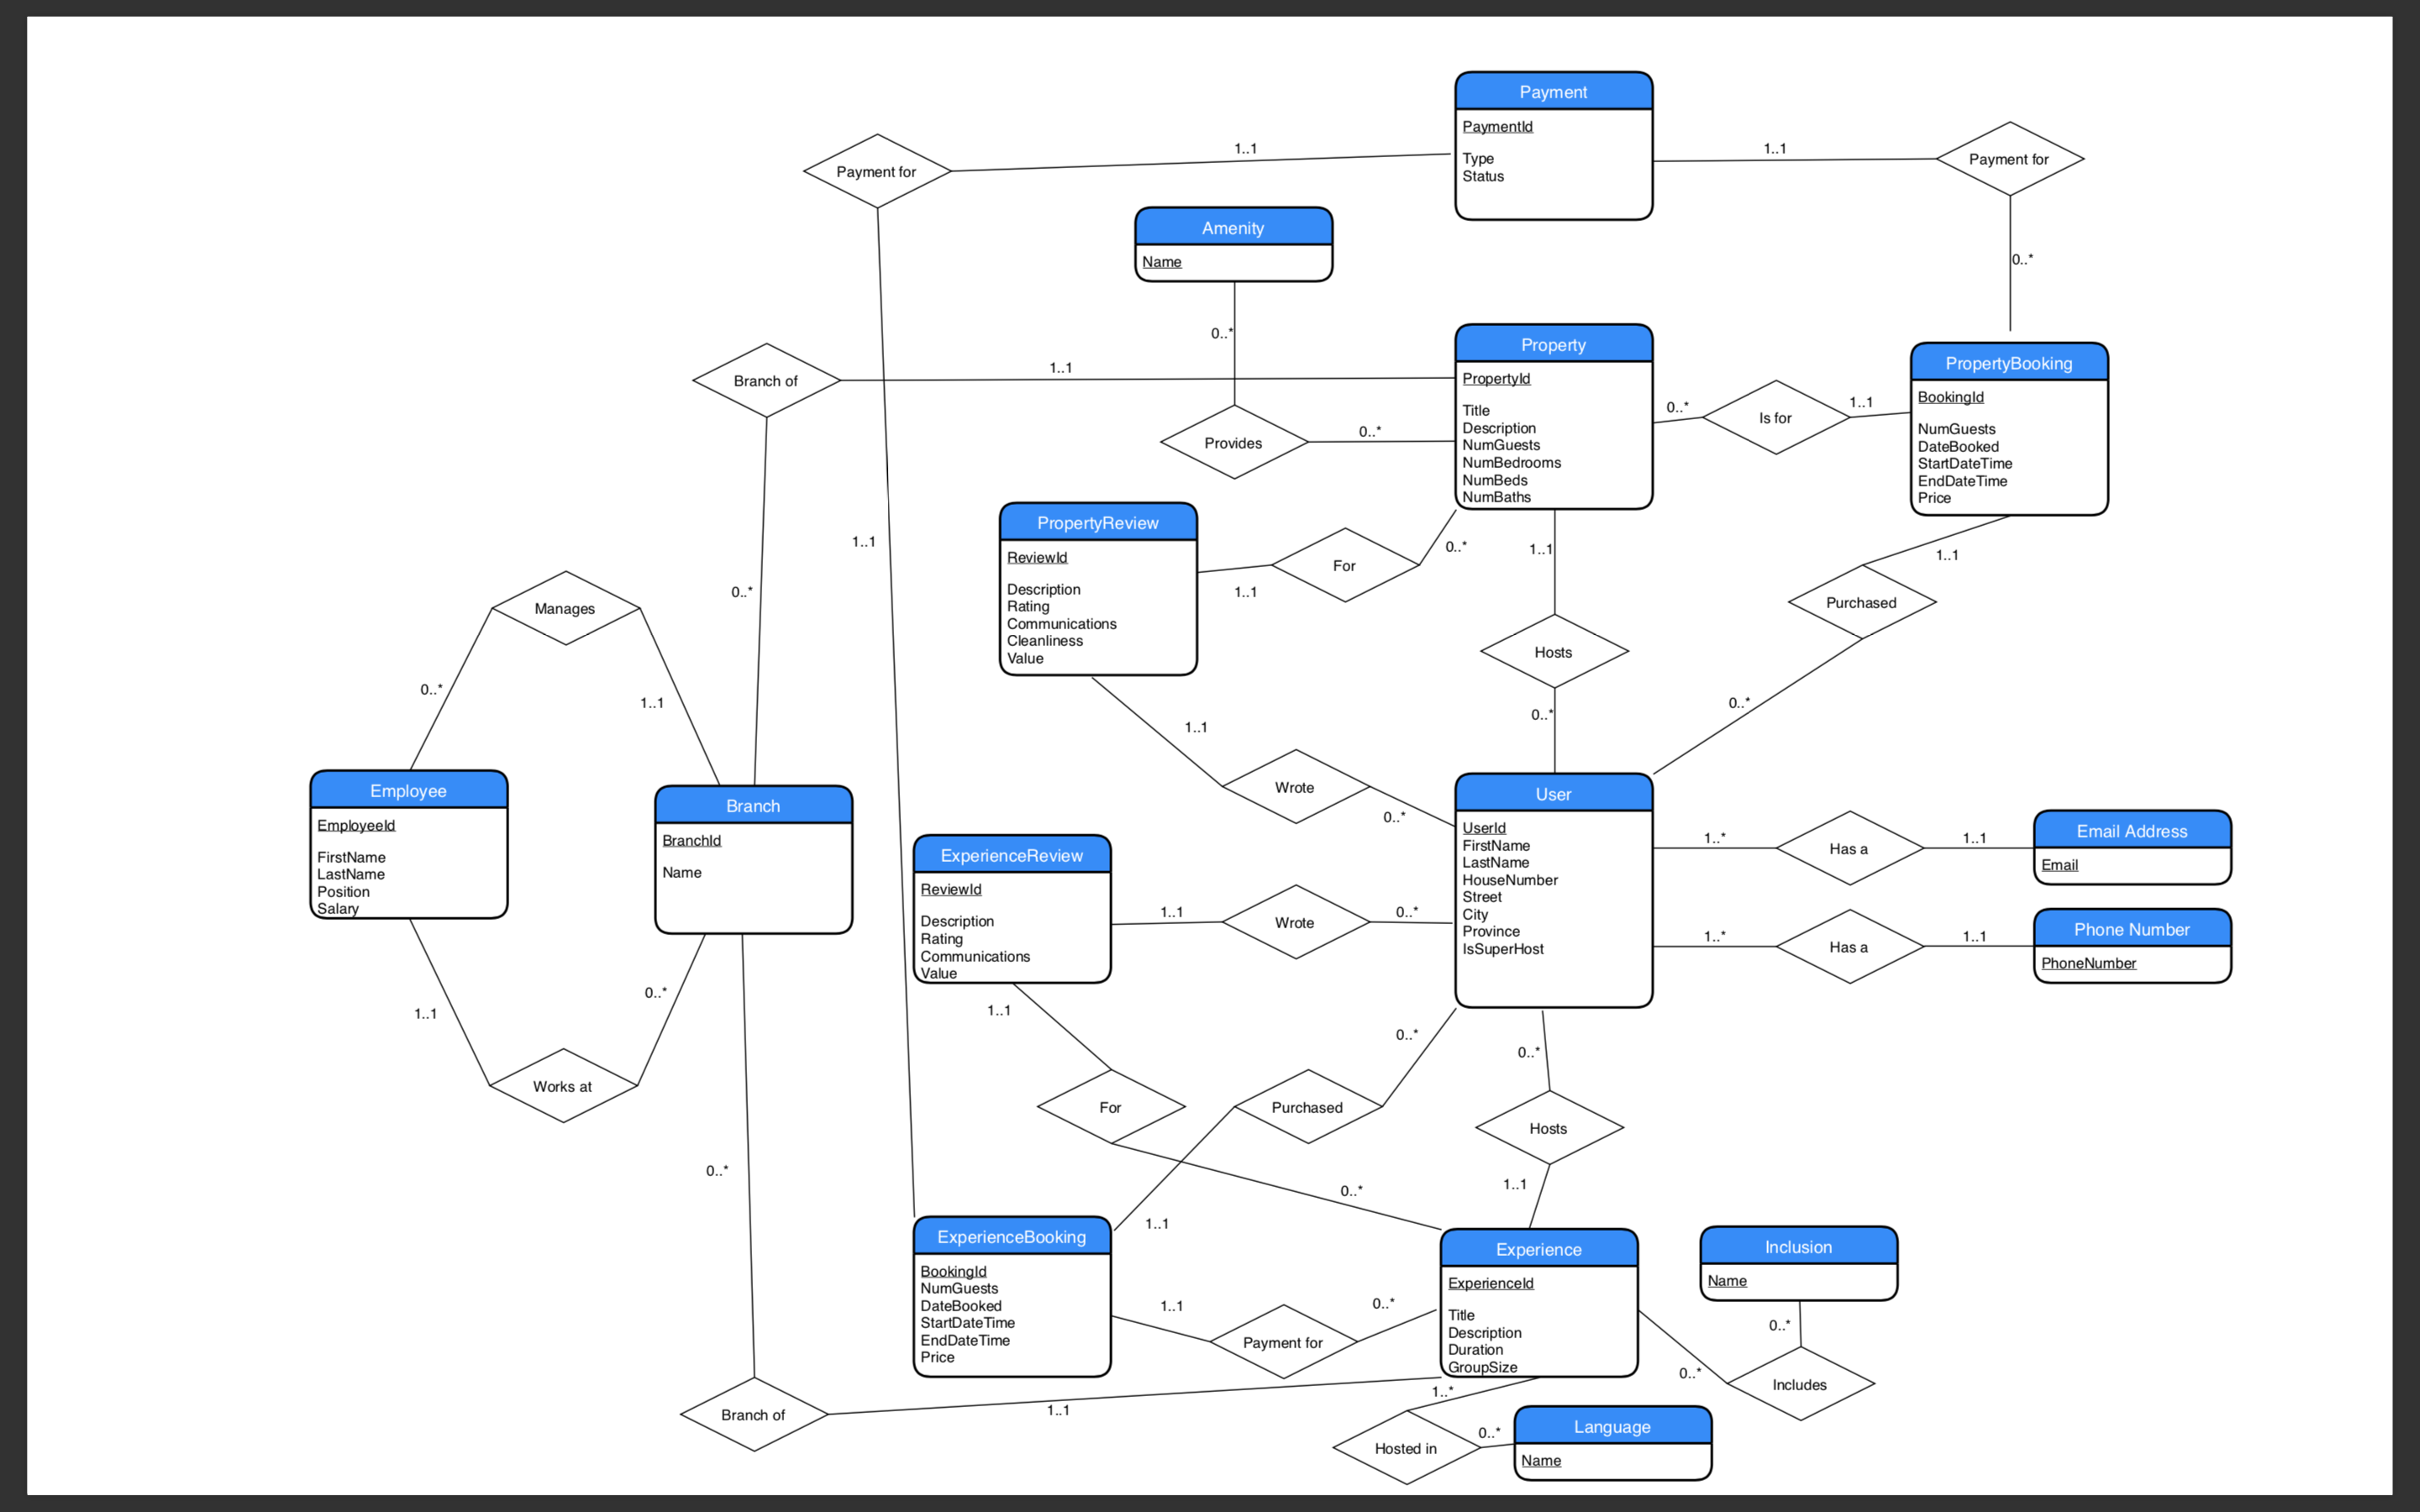 Payment
PaymentId
Type
Status
Payment for
1..1
1..1
Payment for
0..*
Amenity
Name
0..*
Provides
0..*
Branch of
1..1
0..*
1..1
Property
PropertyId
Title
Description
NumGuests
NumBedrooms
NumBeds
NumBaths
0..*
Is for
1..1
PropertyBooking
BookingId
NumGuests
DateBooked
StartDateTime
EndDateTime
Price
PropertyReview
ReviewId
Description
Rating
Communications
Cleanliness
Value
1..1
For
0..*
1..1
Hosts
0..*
1..1
Purchased
0..*
Manages
0..*
1..1
1..1
Wrote
0..*
Employee
EmployeeId
FirstName
LastName
Position
Salary
Branch
BranchId
Name
ExperienceReview
ReviewId
Description
Rating
Communications
Value
1..1
Wrote
0..*
User
UserId
FirstName
LastName
HouseNumber
Street
City
Province
IsSuperHost
1..*
Has a
1..1
Email Address
Email
1..*
Has a
1..1
Phone Number
PhoneNumber
1..1
0..*
Works at
1..1
For
0..*
0..*
Purchased
1..1
0..*
Hosts
1..1
0..*
ExperienceBooking
BookingId
NumGuests
DateBooked
StartDateTime
EndDateTime
Price
1..1
Payment for
0..*
Experience
ExperienceId
Title
Description
Duration
GroupSize
Inclusion
Name
0..*
0..*
Includes
Branch of
1..1
1..*
Hosted in
0..*
Language
Name